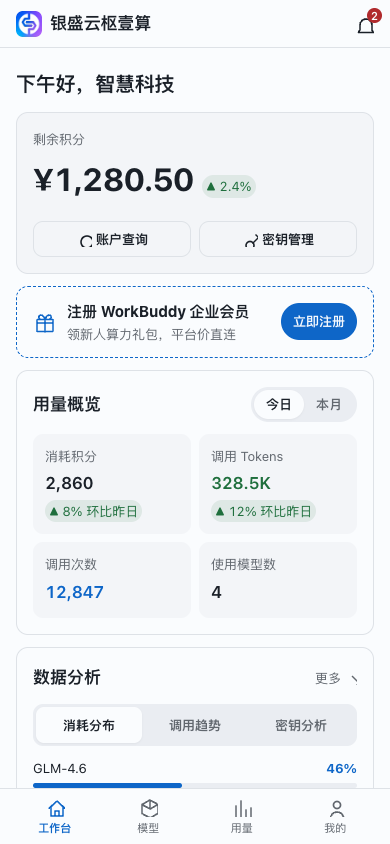 银盛云枢壹算
2
下午好，智慧科技
剩余积分
¥1,280.50 ▲ 2.4%
账户查询 密钥管理
注册 WorkBuddy 企业会员
领新人算力礼包，平台价直连
立即注册
用量概览
今日 本月
消耗积分
2,860
▲ 8% 环比昨日
调用 Tokens
328.5K
▲ 12% 环比昨日
调用次数
12,847
使用模型数
4
数据分析
更多
消耗分布 调用趋势 密钥分析
GLM-4.6 46%
工作台 模型 用量 我的